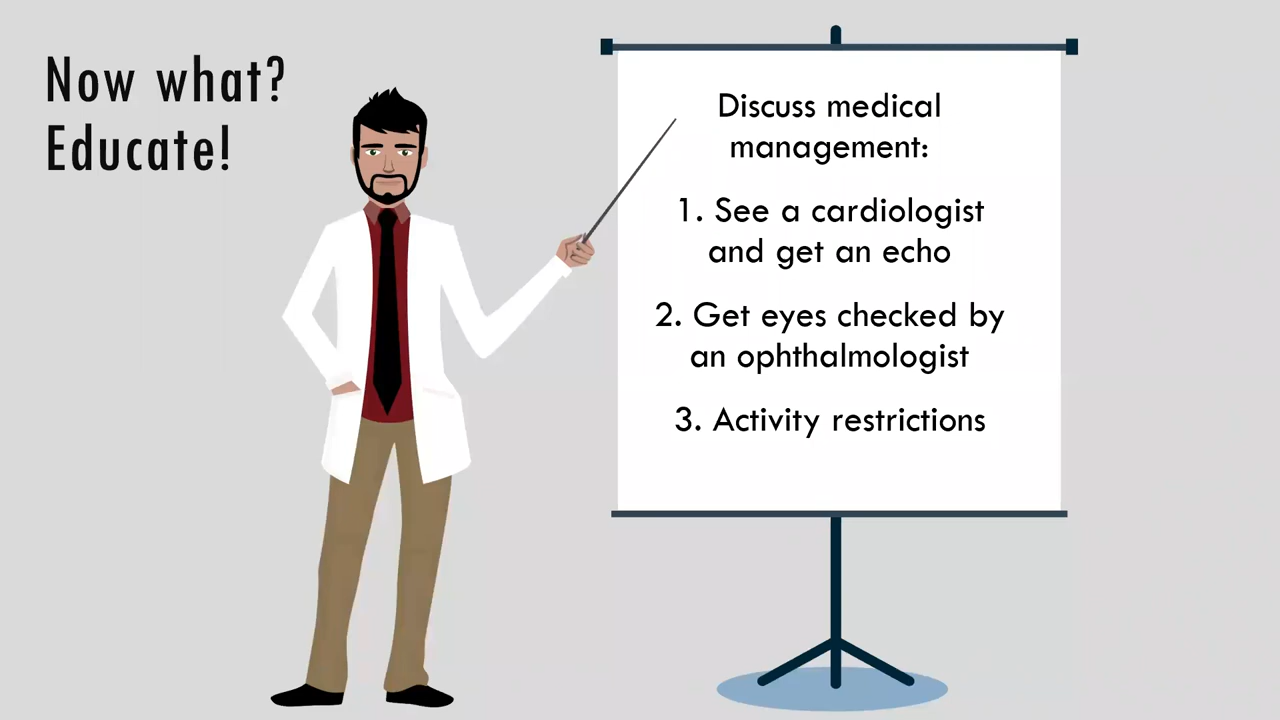 Now what?
Educate!
Discuss medical
management:
1. See a cardiologist
and get an echo
2. Get eyes checked by
an ophthalmologist
3. Activity restrictions